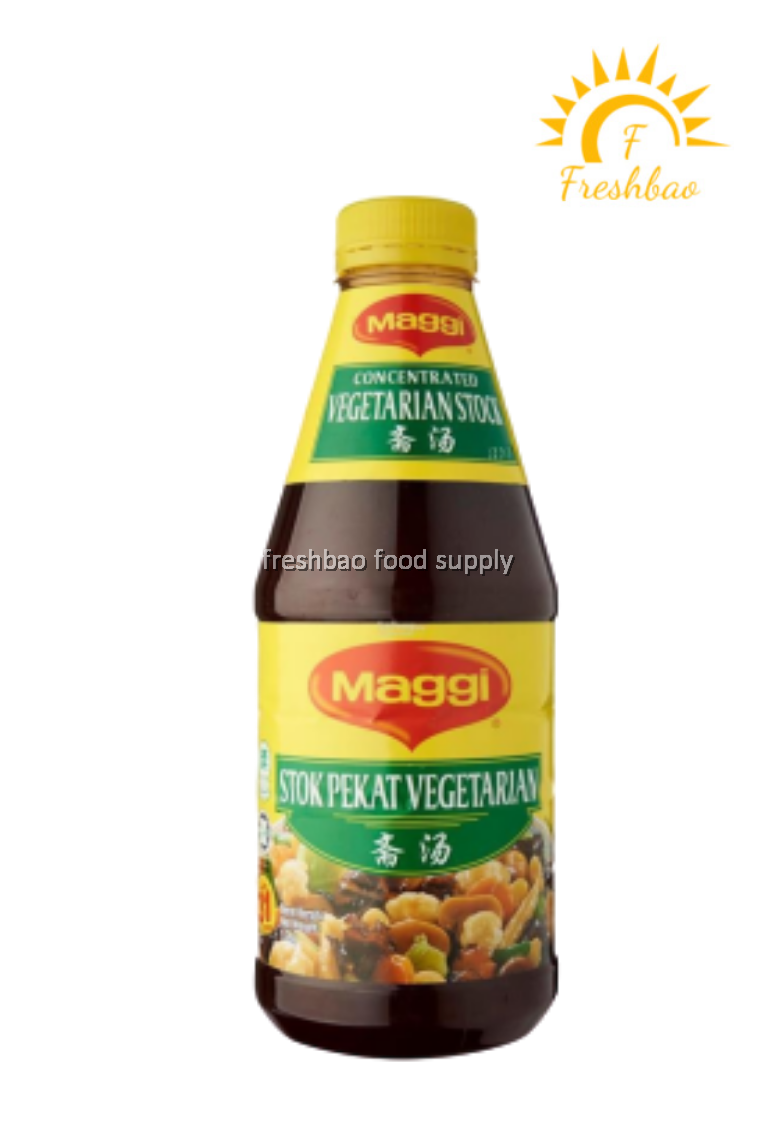 F
Freshbao
Maggi
CONCENTRATED
VEGETARIAN STOCK
斋汤
freshbao food supply
Maggi
STOK PEKAT VEGETARIAN
斋汤